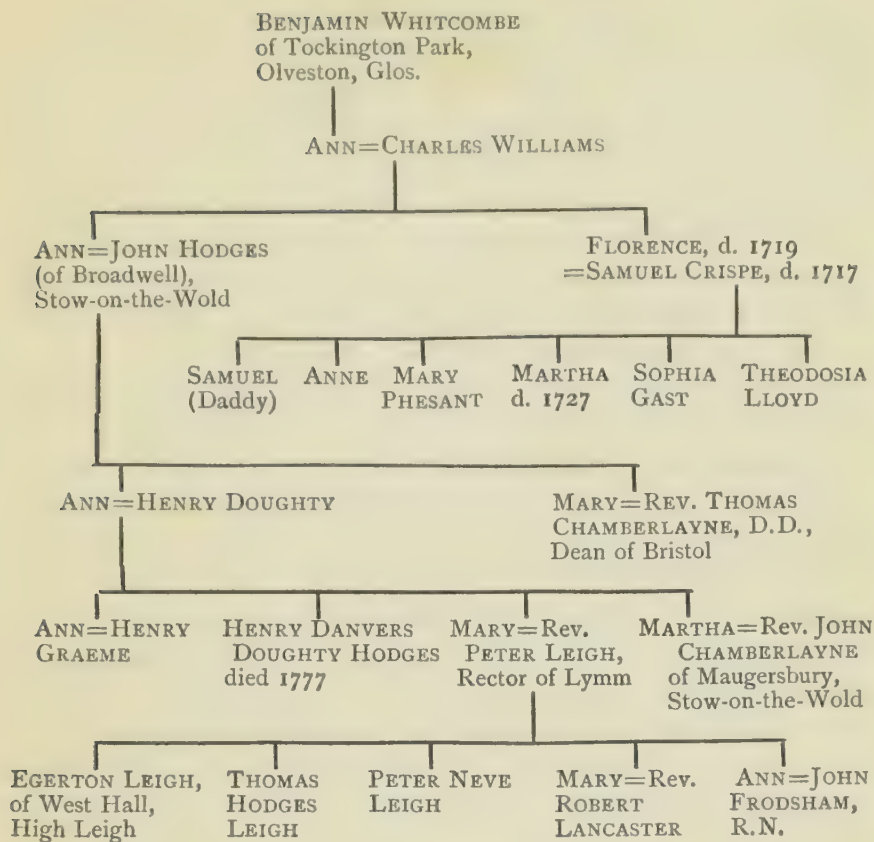 BENJAMIN WHITCOMBE
of Tockington Park,
Olveston, Glos.
ANN=CHARLES WILLIAMS
ANN=JOHN HODGES
(of Broadwell),
Stow-on-the-Wold
FLORENCE, d. 1719
=SAMUEL CRISPE, d. 1717
SAMUEL
(Daddy)
ANNE
MARY
PHESANT
MARTHA
d. 1727
SOPHIA
GAST
THEODOSIA
LLOYD
ANN=HENRY DOUGHTY
MARY=REV. THOMAS
CHAMBERLAYNE, D.D.,
Dean of Bristol
ANN=HENRY
GRAEME
HENRY DANVERS
DOUGHTY HODGES
died 1777
MARY=REV.
PETER LEIGH,
Rector of Lymm
MARTHA=REV. JOHN
CHAMBERLAYNE
of Maugersbury,
Stow-on-the-Wold
EGERTON LEIGH,
of West Hall,
High Leigh
THOMAS
HODGES
LEIGH
PETER NEVE
LEIGH
MARY=REV.
ROBERT
LANCASTER
ANN=JOHN
FRODSHAM,
R.N.